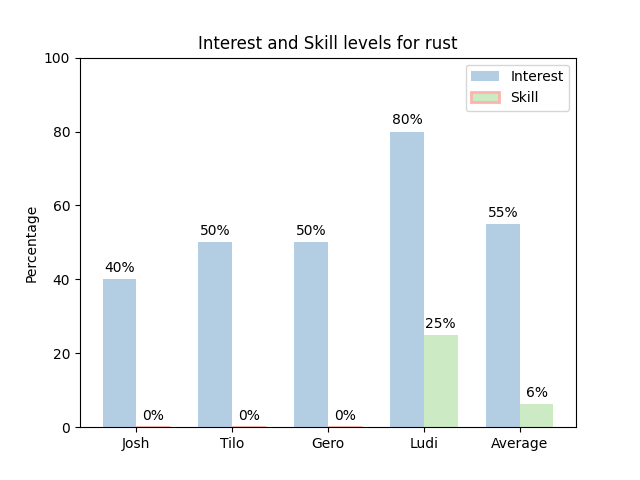 Interest and Skill levels for rust
Interest
Skill
Percentage
100
80
60
40
20
0
40%
0%
50%
0%
50%
0%
80%
25%
55%
6%
Josh
Tilo
Gero
Ludi
Average